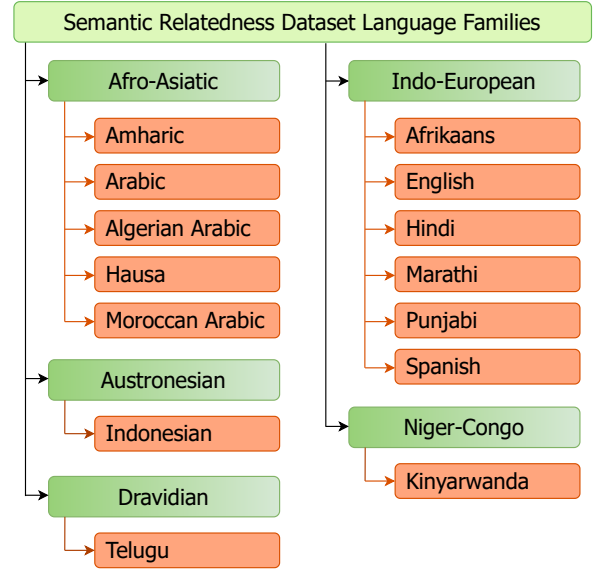 Semantic Relatedness Dataset Language Families
Afro-Asiatic
Amharic
Arabic
Algerian Arabic
Hausa
Moroccan Arabic
Austronesian
Indonesian
Dravidian
Telugu
Indo-European
Afrikaans
English
Hindi
Marathi
Punjabi
Spanish
Niger-Congo
Kinyarwanda